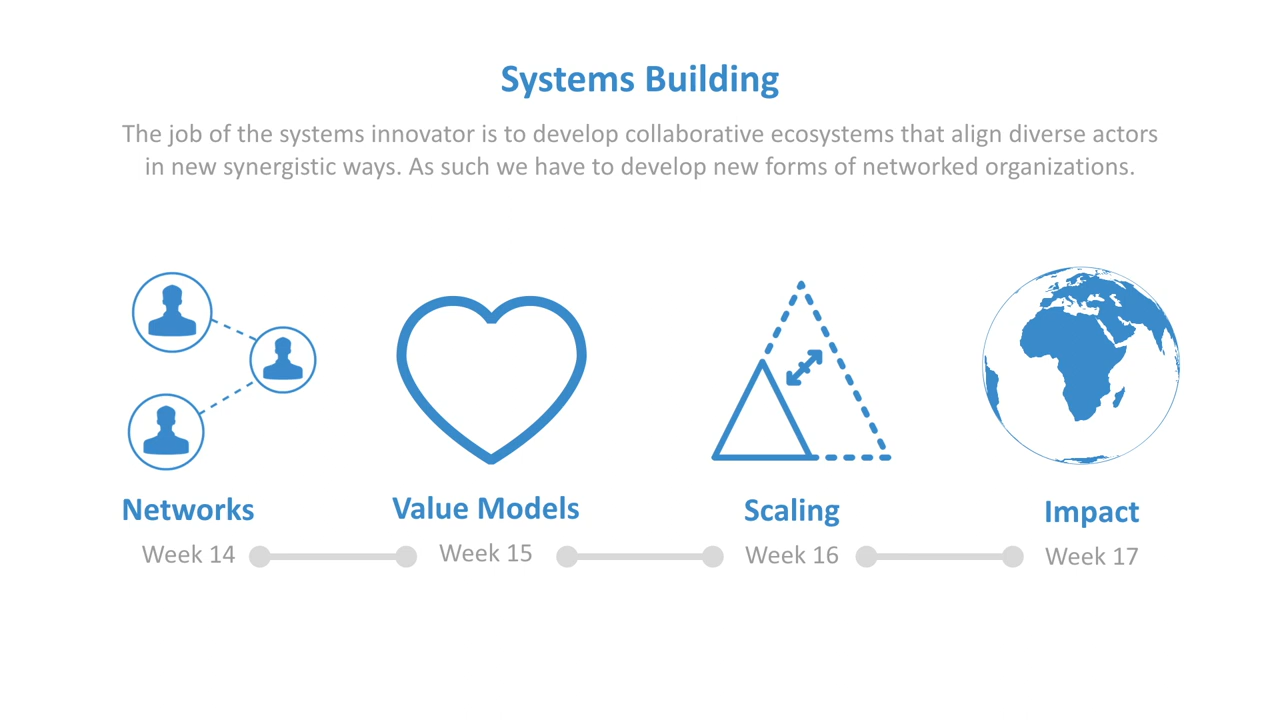 Systems Building
The job of the systems innovator is to develop collaborative ecosystems that align diverse actors
in new synergistic ways. As such we have to develop new forms of networked organizations.
Networks
Value Models
Scaling
Impact
Week 14
Week 15
Week 16
Week 17